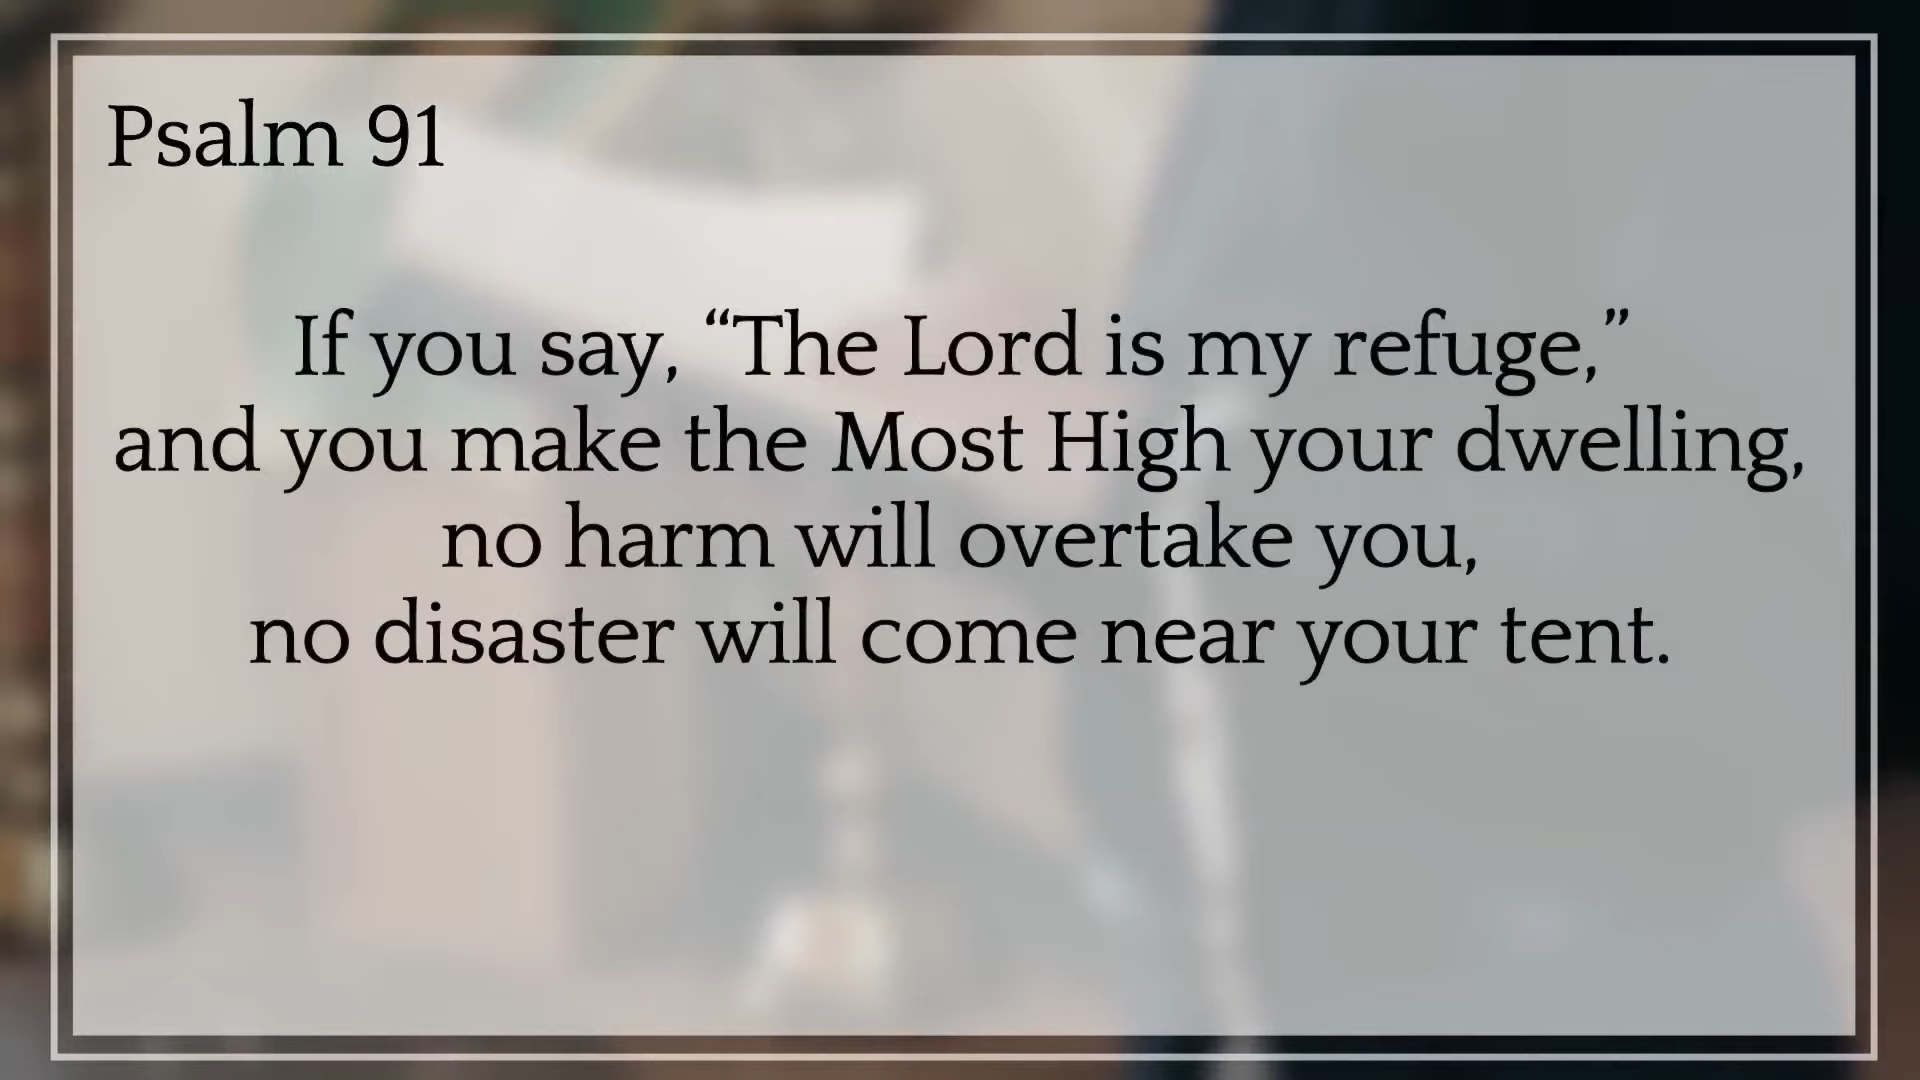 Psalm 91
If you say, “The Lord is my refuge,”
and you make the Most High your dwelling,
no harm will overtake you,
no disaster will come near your tent.